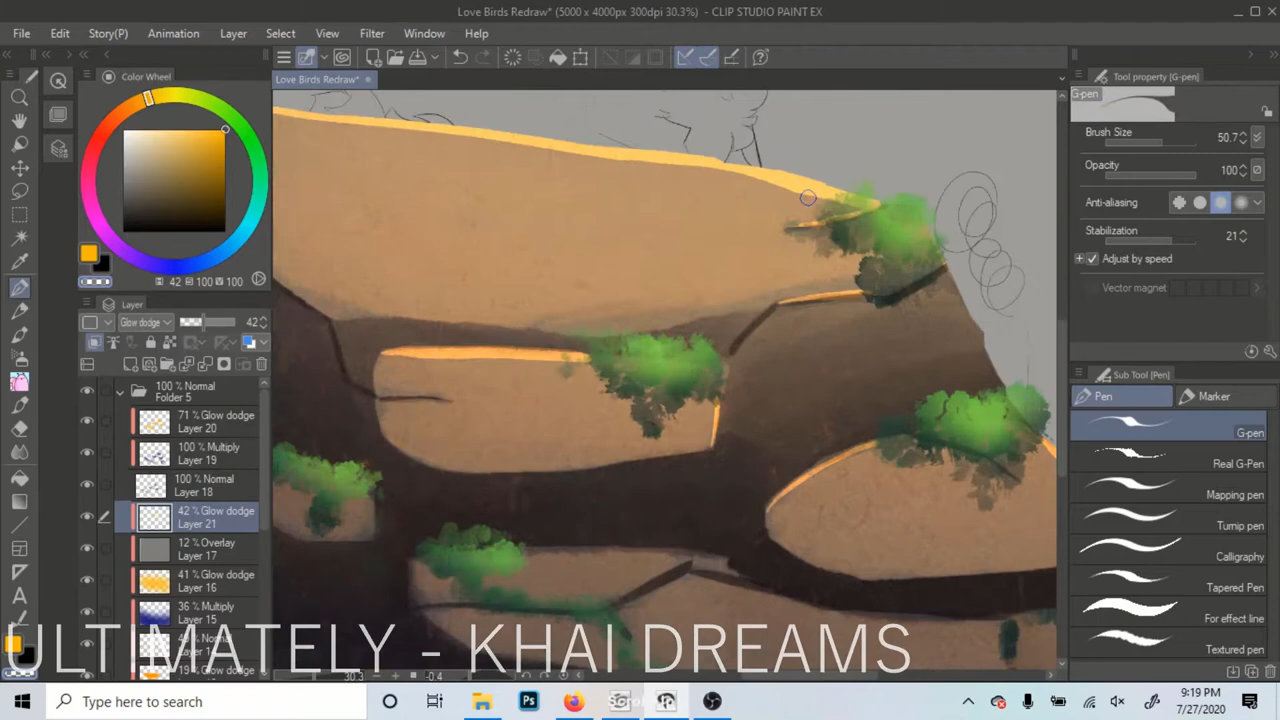 Love Birds Redraw* (5000 x 4000px 300dpi 30.3%) - CLIP STUDIO PAINT EX
File Edit Story(P) Animation Layer Select View Filter Window Help
Color Wheel
Love Birds Redraw*
Tool property [G-pen]
G-pen
Brush Size 50.7
Opacity 100
Anti-aliasing
Stabilization 21
Adjust by speed
Vector magnet
H 42 S 100 V 100
Layer
Glow dodge 42
100 % Normal
Folder 5
71 % Glow dodge
Layer 20
100 % Multiply
Layer 19
100 % Normal
Layer 18
42 % Glow dodge
Layer 21
12 % Overlay
Layer 17
41 % Glow dodge
Layer 16
36 % Multiply
Layer 15
Sub Tool [Pen]
Pen Marker
G-pen
Real G-Pen
Mapping pen
Turnip pen
Calligraphy
Tapered Pen
For effect line
Textured pen
ULTIMATELY - KHAI DREAMS
30.3 -0.4
Type here to search
9:19 PM
7/27/2020